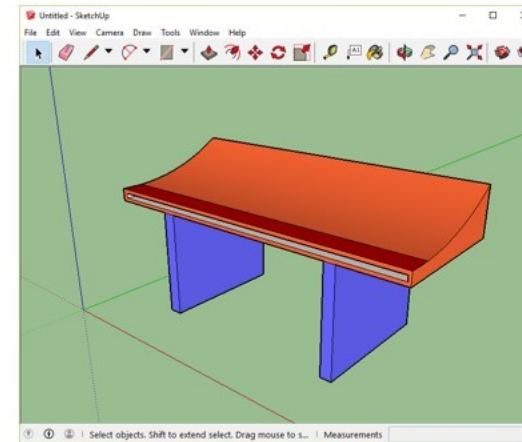 Untitled - SketchUp
File Edit View Camera Draw Tools Window Help
A1
Select objects. Shift to extend select. Drag mouse to s... Measurements